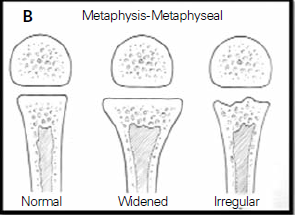 B Metaphysis-Metaphyseal
Normal Widened Irregular